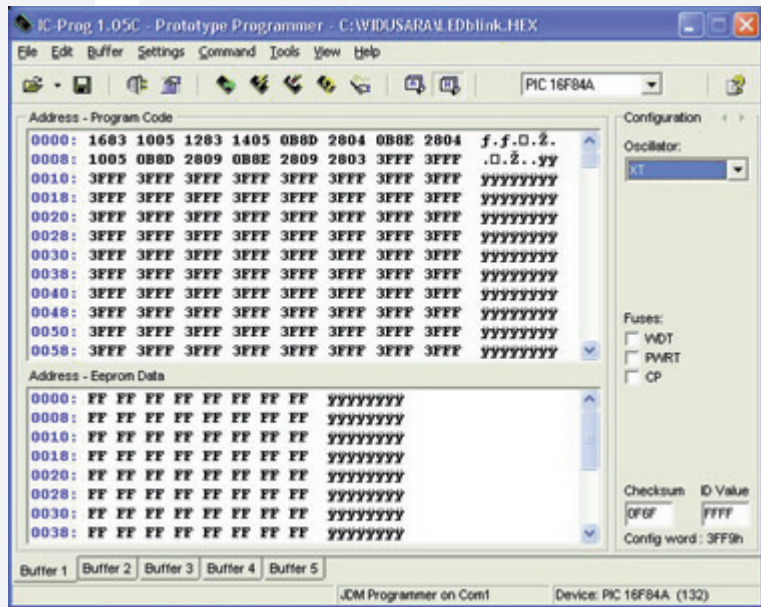 IC-Prog 1.05C - Prototype Programmer - C:\WIDUSARA\LEDblink.HEX
File Edit Buffer Settings Command Tools View Help
PIC 16F84A
Address - Program Code
0000: 1683 1005 1283 1405 0B8D 2804 0B8E 2804 ƒ.ƒ.□.Ž.
0008: 1005 0B8D 2809 0B8E 2809 2803 3FFF 3FFF .□.Ž..ÿÿ
0010: 3FFF 3FFF 3FFF 3FFF 3FFF 3FFF 3FFF 3FFF ÿÿÿÿÿÿÿÿ
0018: 3FFF 3FFF 3FFF 3FFF 3FFF 3FFF 3FFF 3FFF ÿÿÿÿÿÿÿÿ
0020: 3FFF 3FFF 3FFF 3FFF 3FFF 3FFF 3FFF 3FFF ÿÿÿÿÿÿÿÿ
0028: 3FFF 3FFF 3FFF 3FFF 3FFF 3FFF 3FFF 3FFF ÿÿÿÿÿÿÿÿ
0030: 3FFF 3FFF 3FFF 3FFF 3FFF 3FFF 3FFF 3FFF ÿÿÿÿÿÿÿÿ
0038: 3FFF 3FFF 3FFF 3FFF 3FFF 3FFF 3FFF 3FFF ÿÿÿÿÿÿÿÿ
0040: 3FFF 3FFF 3FFF 3FFF 3FFF 3FFF 3FFF 3FFF ÿÿÿÿÿÿÿÿ
0048: 3FFF 3FFF 3FFF 3FFF 3FFF 3FFF 3FFF 3FFF ÿÿÿÿÿÿÿÿ
0050: 3FFF 3FFF 3FFF 3FFF 3FFF 3FFF 3FFF 3FFF ÿÿÿÿÿÿÿÿ
0058: 3FFF 3FFF 3FFF 3FFF 3FFF 3FFF 3FFF 3FFF ÿÿÿÿÿÿÿÿ
Address - Eeprom Data
0000: FF FF FF FF FF FF FF FF ÿÿÿÿÿÿÿÿ
0008: FF FF FF FF FF FF FF FF ÿÿÿÿÿÿÿÿ
0010: FF FF FF FF FF FF FF FF ÿÿÿÿÿÿÿÿ
0018: FF FF FF FF FF FF FF FF ÿÿÿÿÿÿÿÿ
0020: FF FF FF FF FF FF FF FF ÿÿÿÿÿÿÿÿ
0028: FF FF FF FF FF FF FF FF ÿÿÿÿÿÿÿÿ
0030: FF FF FF FF FF FF FF FF ÿÿÿÿÿÿÿÿ
0038: FF FF FF FF FF FF FF FF ÿÿÿÿÿÿÿÿ
Configuration
Oscillator:
XT
Fuses:
WDT
PWRT
CP
Checksum ID Value
0F6F FFFF
Config word : 3FF9h
Buffer 1 Buffer 2 Buffer 3 Buffer 4 Buffer 5
JDM Programmer on Com1 Device: PIC 16F84A (132)